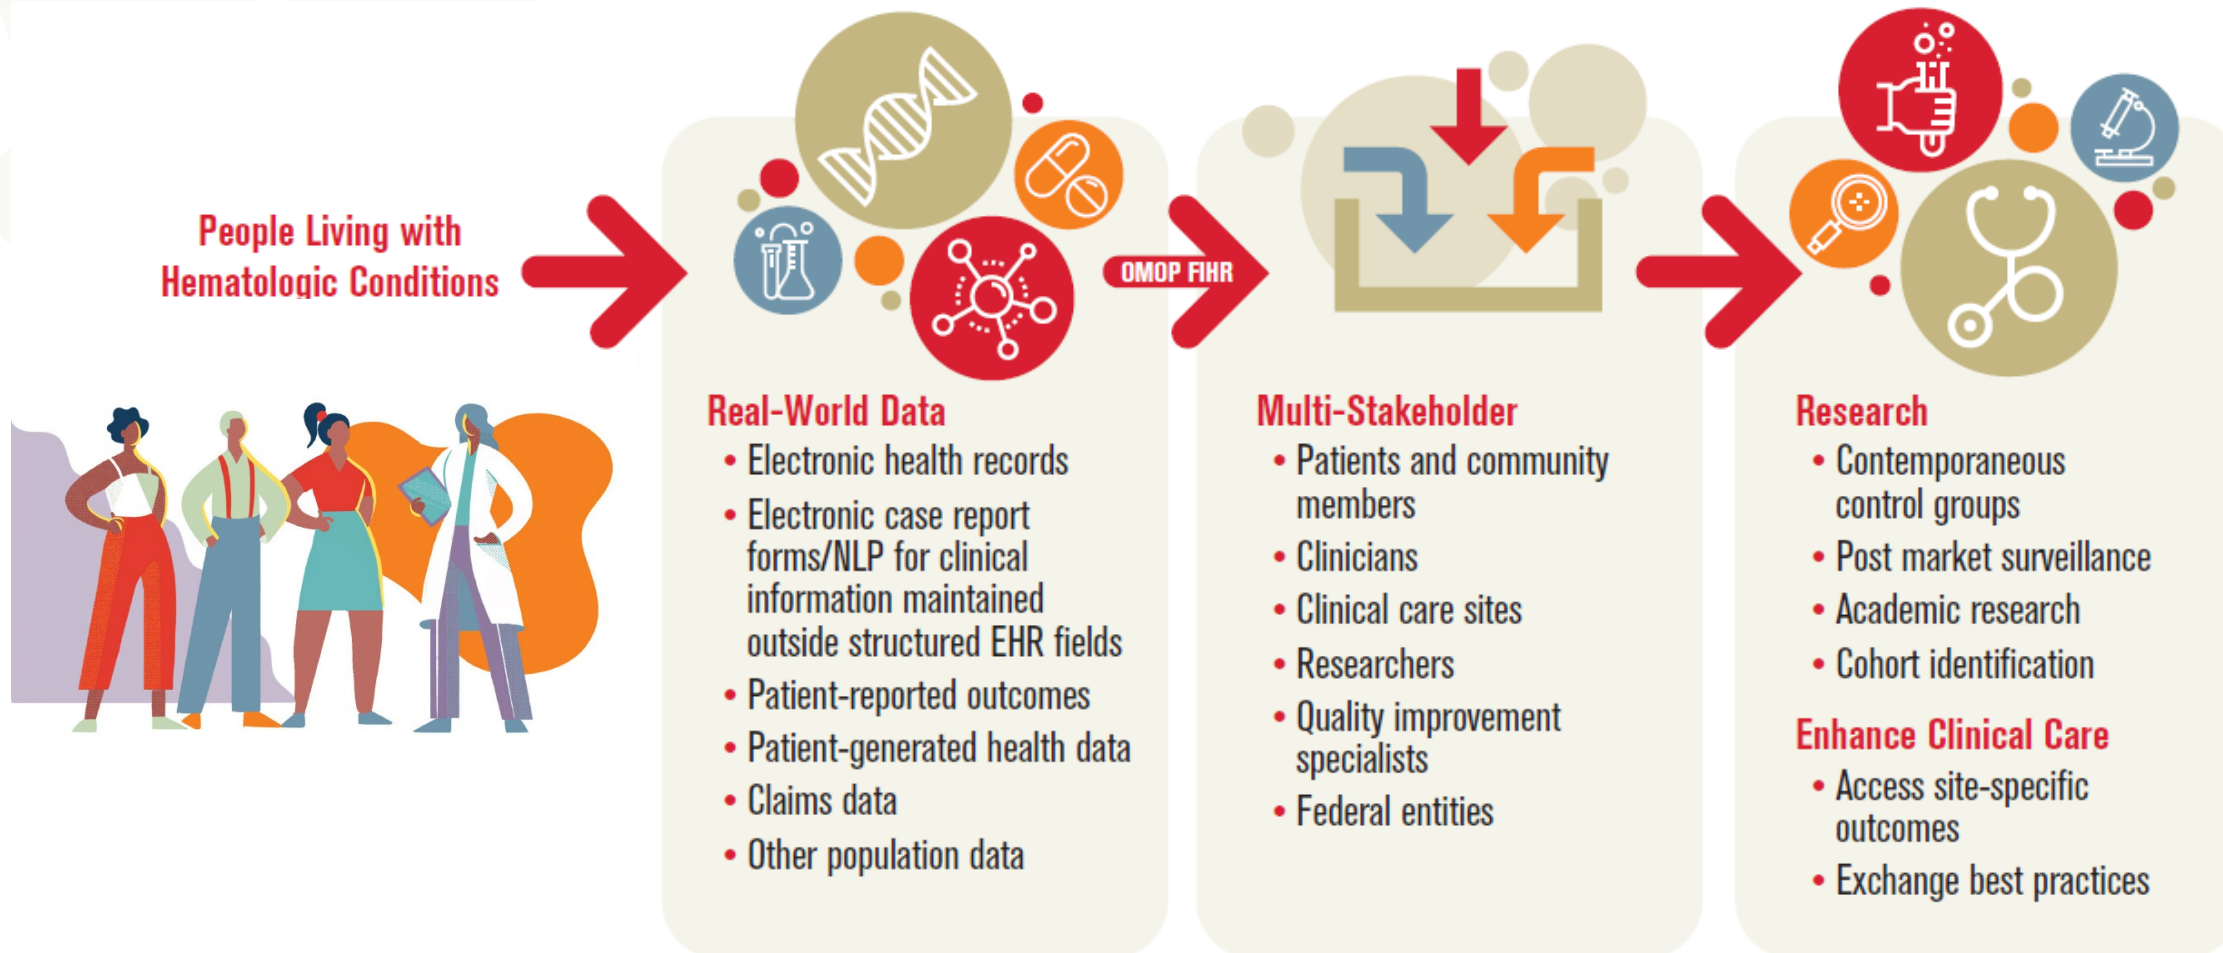 People Living with
Hematologic Conditions
OMOP FIHR
Real-World Data
• Electronic health records
• Electronic case report
forms/NLP for clinical
information maintained
outside structured EHR fields
• Patient-reported outcomes
• Patient-generated health data
• Claims data
• Other population data
Multi-Stakeholder
• Patients and community
members
• Clinicians
• Clinical care sites
• Researchers
• Quality improvement
specialists
• Federal entities
Research
• Contemporaneous
control groups
• Post market surveillance
• Academic research
• Cohort identification
Enhance Clinical Care
• Access site-specific
outcomes
• Exchange best practices